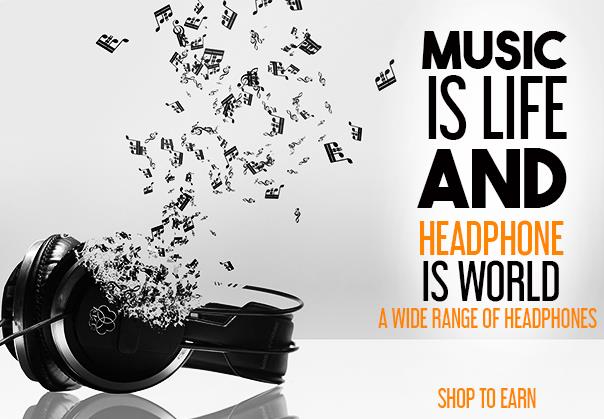 MUSIC
IS LIFE
AND
HEADPHONE
IS WORLD
A WIDE RANGE OF HEADPHONES
SHOP TO EARN